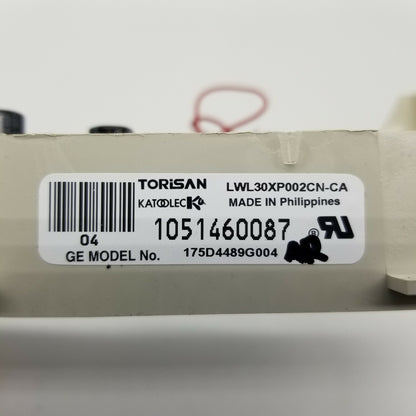 TORiSAN LWL30XP002CN-CA
KATOOLEC MADE IN Philippines
1051460087
04
GE MODEL No. 175D4489G004